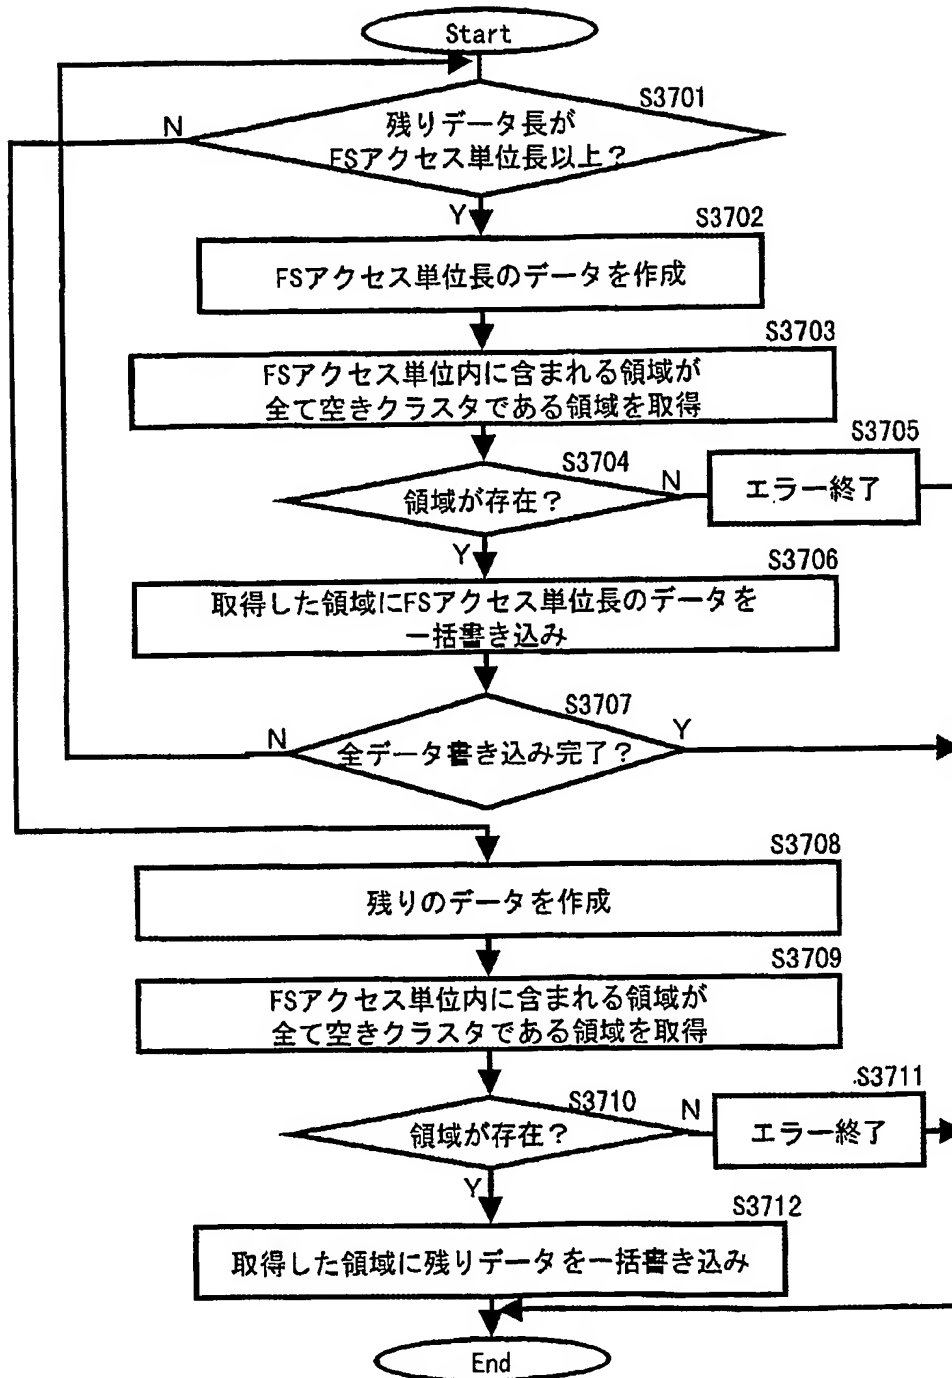 Start
S3701
N
残りデータ長が
FSアクセス単位長以上？
Y
S3702
FSアクセス単位長のデータを作成
S3703
FSアクセス単位内に含まれる領域が
全て空きクラスタである領域を取得
S3705
S3704
N
エラー終了
領域が存在？
Y
S3706
取得した領域にFSアクセス単位長のデータを
一括書き込み
S3707
N
Y
全データ書き込み完了？
S3708
残りのデータを作成
S3709
FSアクセス単位内に含まれる領域が
全て空きクラスタである領域を取得
S3711
S3710
N
エラー終了
領域が存在？
Y
S3712
取得した領域に残りデータを一括書き込み
End